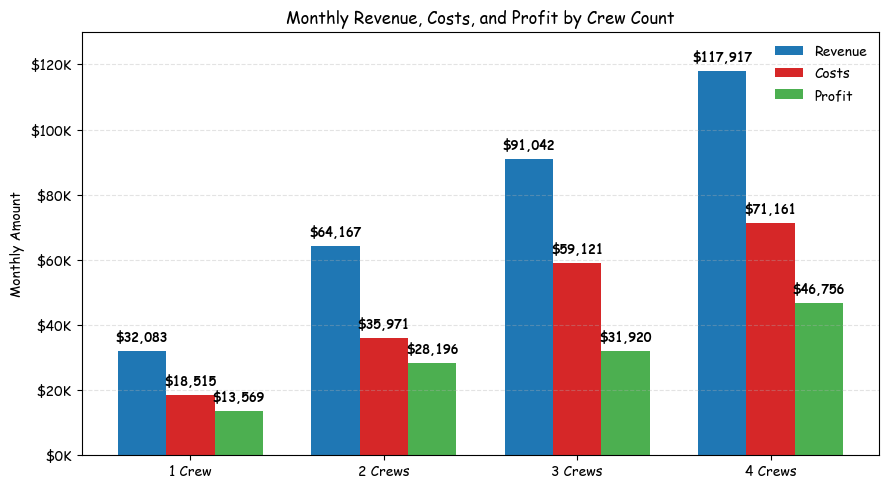 Monthly Revenue, Costs, and Profit by Crew Count
Revenue
Costs
Profit
Monthly Amount
$120K
$100K
$80K
$60K
$40K
$20K
$0K
$32,083
$18,515
$13,569
$64,167
$35,971
$28,196
$91,042
$59,121
$31,920
$117,917
$71,161
$46,756
1 Crew
2 Crews
3 Crews
4 Crews